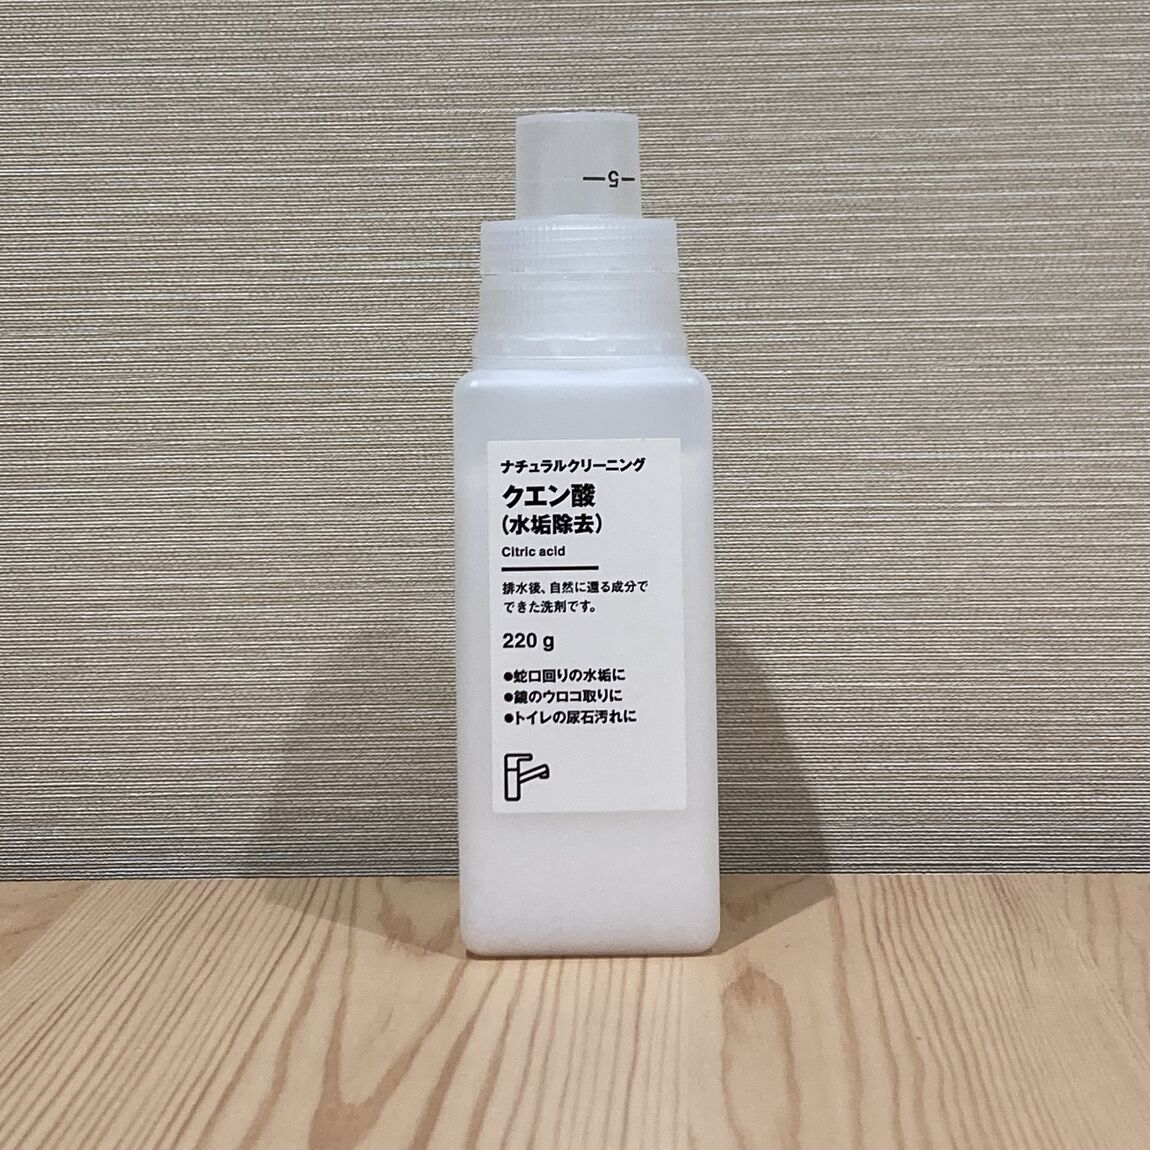 5
ナチュラルクリーニング
クエン酸
（水垢除去）
Citric acid
排水後、自然に還る成分で
できた洗剤です。
220 g
●蛇口回りの水垢に
●鏡のウロコ取りに
●トイレの尿石汚れに